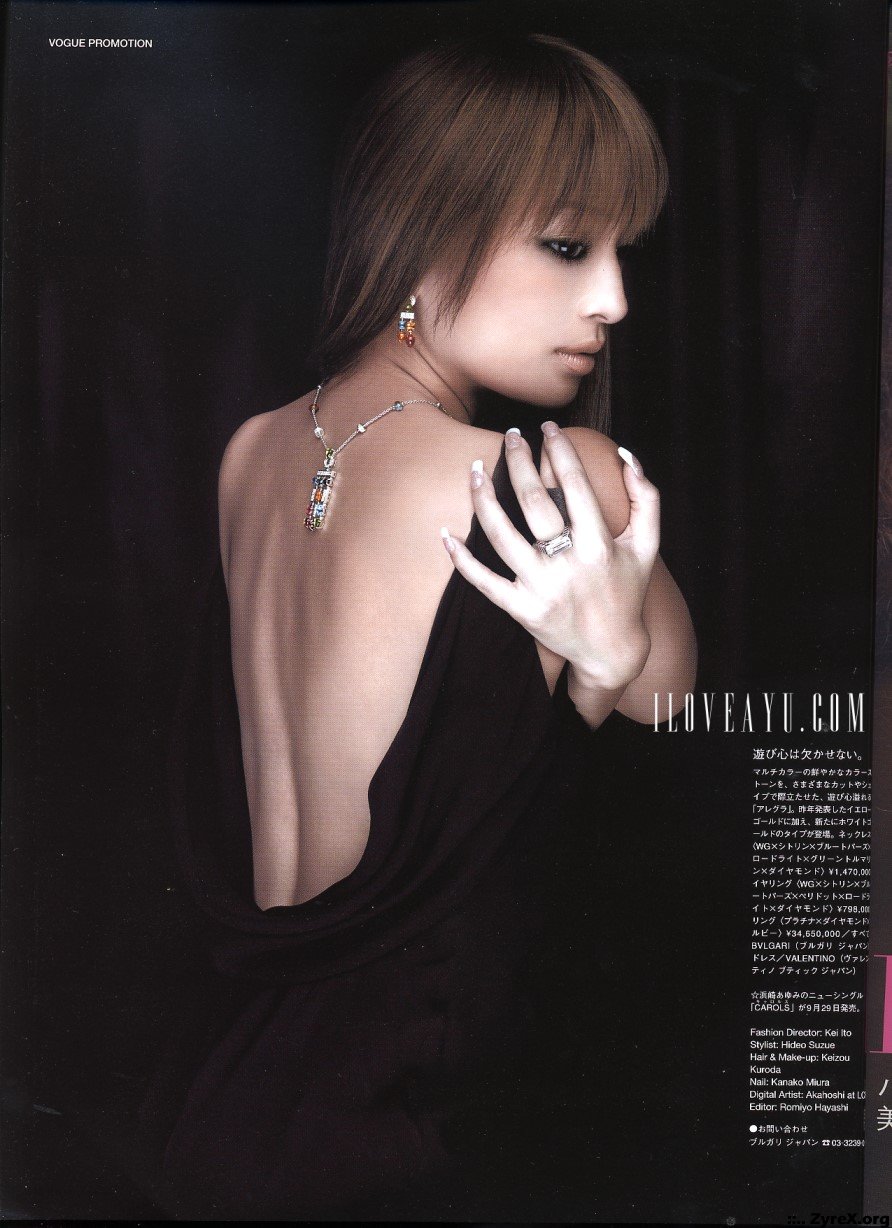 VOGUE PROMOTION
ILOVEAYU.COM
遊び心は欠かせない。
マルチカラーの鮮やかなカラース
トーンを、さまざまなカットやシェ
イプで際立たせた、遊び心溢れる
「アレグラ」。昨年発表したイエロー
ゴールドに加え、新たにホワイトゴ
ールドのタイプが登場。ネックレス
(WG×シトリン×ブルートパーズ×
ロードライト×グリーントルマリ
ン×ダイヤモンド)¥1,470,000
イヤリング(WG×シトリン×ブル
ートパーズ×ペリドット×ロードラ
イト×ダイヤモンド)¥798,000
リング(プラチナ×ダイヤモンド×
ルビー)¥34,650,000/すべて
BVLGARI(ブルガリ ジャパン)
ドレス/VALENTINO(ヴァレン
ティノ ブティック ジャパン)
☆浜崎あゆみのニューシングル
キャロルス
「CAROLS」が9月29日発売。
Fashion Director: Kei Ito
Stylist: Hideo Suzue
Hair & Make-up: Keizou
Kuroda
Nail: Kanako Miura
Digital Artist: Akahoshi at
Editor: Romiyo Hayashi
●お問い合わせ
ブルガリ ジャパン ☎03-3239
美
ZyreX.org